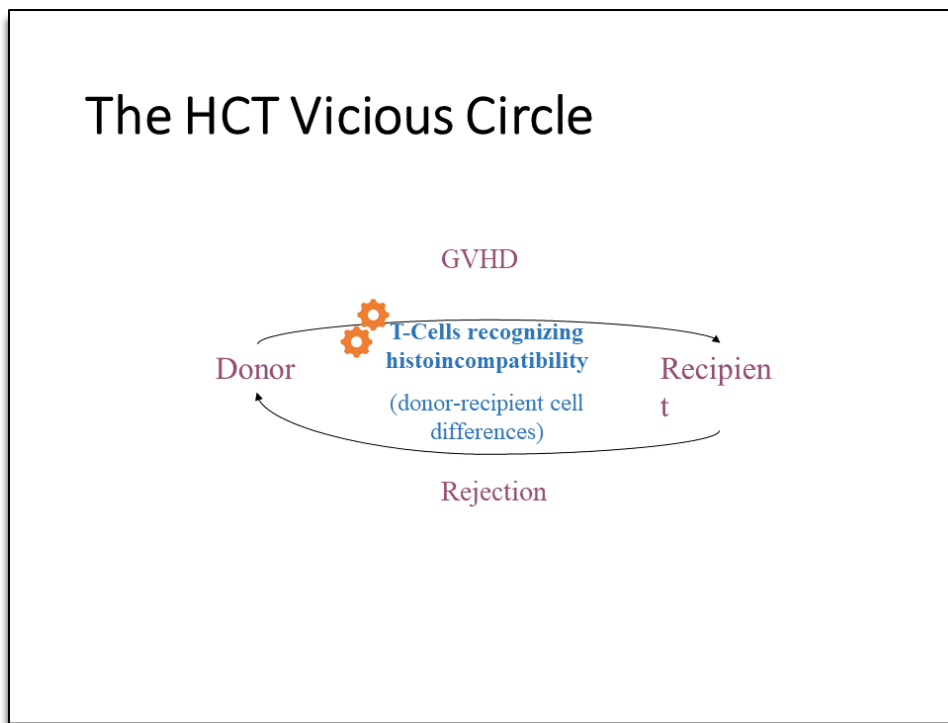 The HCT Vicious Circle
GVHD
T-Cells recognizing
histoincompatibility
Donor
Recipien
t
(donor-recipient cell
differences)
Rejection